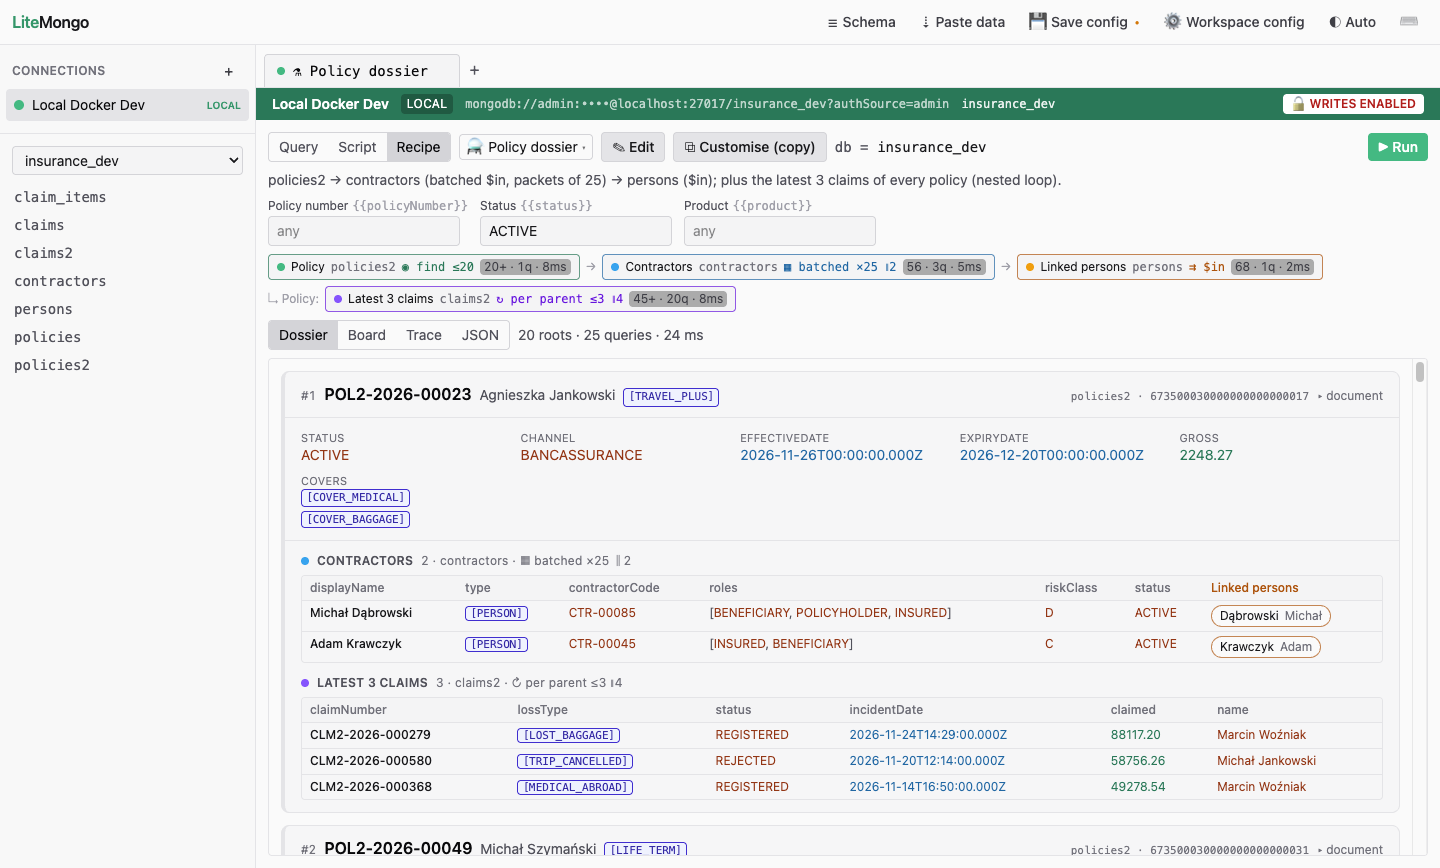 LiteMongo
≡ Schema
⇣ Paste data
Save config •
Workspace config
Auto
CONNECTIONS +
Local Docker Dev LOCAL
insurance_dev
claim_items
claims
claims2
contractors
persons
policies
policies2
Policy dossier
+
Local Docker Dev LOCAL mongodb://admin:••••@localhost:27017/insurance_dev?authSource=admin insurance_dev WRITES ENABLED
Query Script Recipe Policy dossier · Edit Customise (copy) db = insurance_dev Run
policies2 → contractors (batched $in, packets of 25) → persons ($in); plus the latest 3 claims of every policy (nested loop).
Policy number {{policyNumber}} Status {{status}} Product {{product}}
any ACTIVE any
Policy policies2 ◉ find ≤20 20+ · 1q · 8ms → Contractors contractors ▦ batched ×25 ∥2 56 · 3q · 5ms → Linked persons persons ⇉ $in 68 · 1q · 2ms
Policy: Latest 3 claims claims2 ↻ per parent ≤3 ∥4 45+ · 20q · 8ms
Dossier Board Trace JSON 20 roots · 25 queries · 24 ms
#1 POL2-2026-00023 Agnieszka Jankowski [TRAVEL_PLUS] policies2 · 673500030000000000000017 ▸ document
STATUS CHANNEL EFFECTIVEDATE EXPIRYDATE GROSS
ACTIVE BANCASSURANCE 2026-11-26T00:00:00.000Z 2026-12-20T00:00:00.000Z 2248.27
COVERS
[COVER_MEDICAL]
[COVER_BAGGAGE]
CONTRACTORS 2 · contractors · ▦ batched ×25 ∥2
displayName type contractorCode roles riskClass status Linked persons
Michał Dąbrowski [PERSON] CTR-00085 [BENEFICIARY, POLICYHOLDER, INSURED] D ACTIVE Dąbrowski Michał
Adam Krawczyk [PERSON] CTR-00045 [INSURED, BENEFICIARY] C ACTIVE Krawczyk Adam
LATEST 3 CLAIMS 3 · claims2 · ↻ per parent ≤3 ∥4
claimNumber lossType status incidentDate claimed name
CLM2-2026-000279 [LOST_BAGGAGE] REGISTERED 2026-11-24T14:29:00.000Z 88117.20 Marcin Woźniak
CLM2-2026-000580 [TRIP_CANCELLED] REJECTED 2026-11-20T12:14:00.000Z 58756.26 Michał Jankowski
CLM2-2026-000368 [MEDICAL_ABROAD] REGISTERED 2026-11-14T16:50:00.000Z 49278.54 Marcin Woźniak
#2 POL2-2026-00049 Michał Szymański [LIFE_TERM] policies2 · 673500030000000000000031 ▸ document